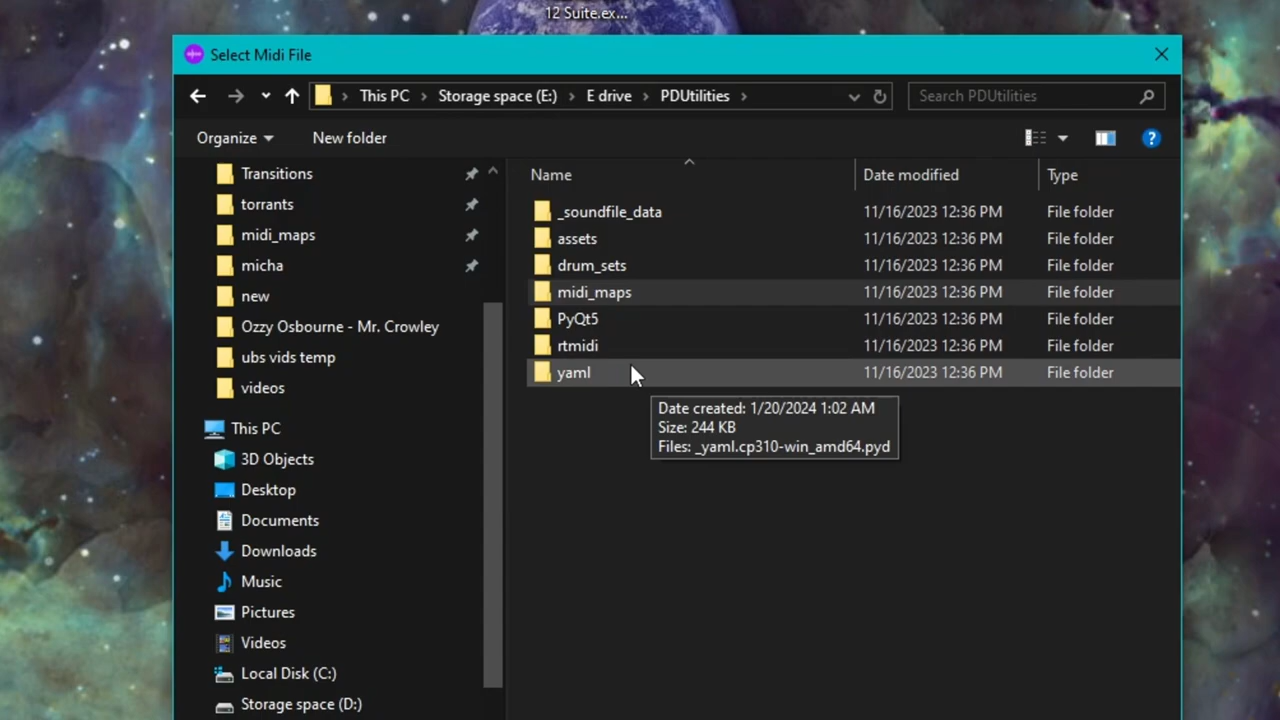 12 Suite.ex...
Select Midi File
This PC
Storage space (E:)
E drive
PDUtilities
Search PDUtilities
Organize
New folder
?
Transitions
torrants
midi_maps
micha
new
Ozzy Osbourne - Mr. Crowley
ubs vids temp
videos
This PC
3D Objects
Desktop
Documents
Downloads
Music
Pictures
Videos
Local Disk (C:)
Storage space (D:)
Name Date modified Type
_soundfile_data 11/16/2023 12:36 PM File folder
assets 11/16/2023 12:36 PM File folder
drum_sets 11/16/2023 12:36 PM File folder
midi_maps 11/16/2023 12:36 PM File folder
PyQt5 11/16/2023 12:36 PM File folder
rtmidi 11/16/2023 12:36 PM File folder
yaml 11/16/2023 12:36 PM File folder
Date created: 1/20/2024 1:02 AM
Size: 244 KB
Files: _yaml.cp310-win_amd64.pyd